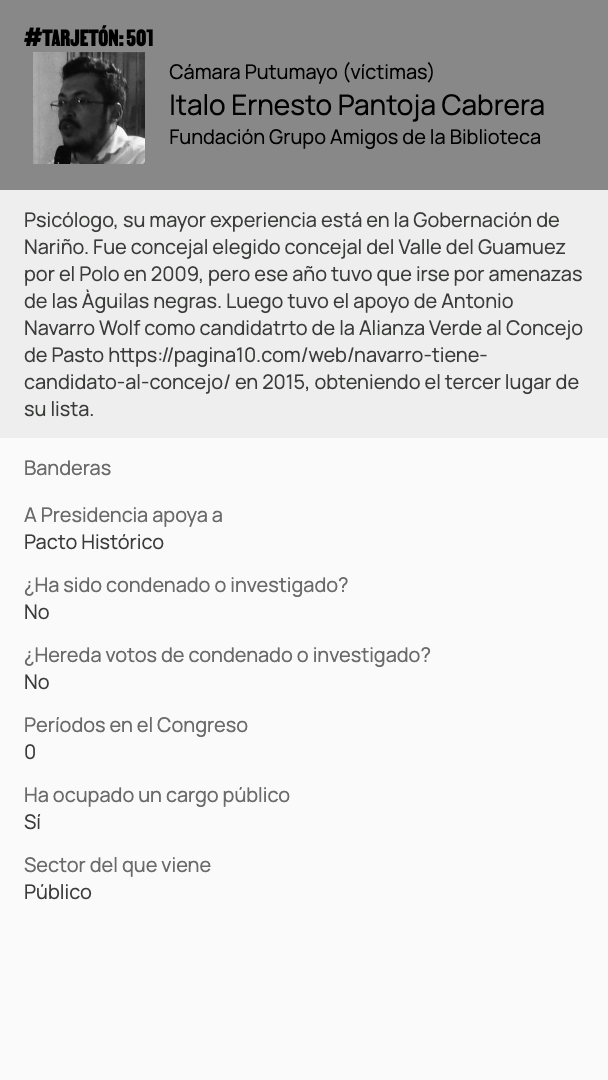 #TARJETÓN: 501
Cámara Putumayo (víctimas)
Italo Ernesto Pantoja Cabrera
Fundación Grupo Amigos de la Biblioteca
Psicólogo, su mayor experiencia está en la Gobernación de
Nariño. Fue concejal elegido concejal del Valle del Guamuez
por el Polo en 2009, pero ese año tuvo que irse por amenazas
de las Àguilas negras. Luego tuvo el apoyo de Antonio
Navarro Wolf como candidatrto de la Alianza Verde al Concejo
de Pasto https://pagina10.com/web/navarro-tiene-
candidato-al-concejo/ en 2015, obteniendo el tercer lugar de
su lista.
Banderas
A Presidencia apoya a
Pacto Histórico
¿Ha sido condenado o investigado?
No
¿Hereda votos de condenado o investigado?
No
Períodos en el Congreso
0
Ha ocupado un cargo público
Sí
Sector del que viene
Público